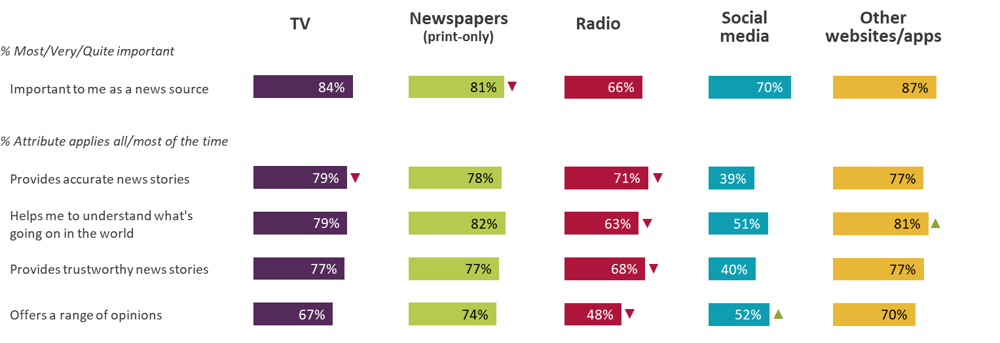 TV Newspapers (print-only) Radio Social media Other websites/apps
% Most/Very/Quite important
Important to me as a news source 84% 81% ▼ 66% 70% 87%
% Attribute applies all/most of the time
Provides accurate news stories 79% ▼ 78% 71% ▼ 39% 77%
Helps me to understand what's
going on in the world 79% 82% 63% ▼ 51% 81% ▲
Provides trustworthy news stories 77% 77% 68% ▼ 40% 77%
Offers a range of opinions 67% 74% 48% ▼ 52% ▲ 70%